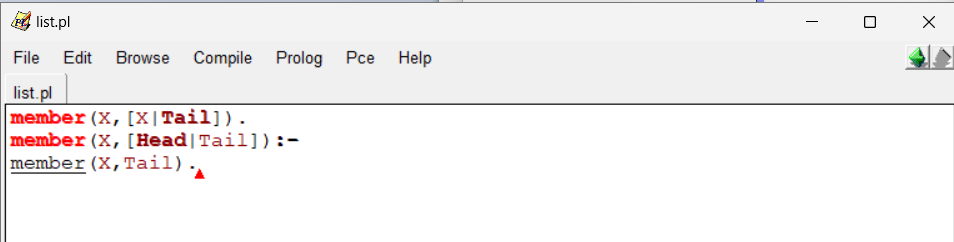 list.pl
File Edit Browse Compile Prolog Pce Help
list.pl
member(X,[X|Tail]).
member(X,[Head|Tail]):-
member(X,Tail).